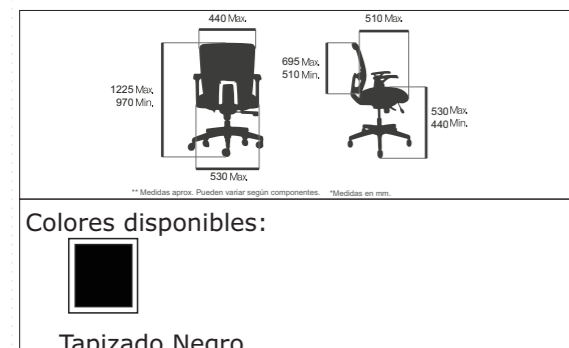 440 Max.
510 Max.
695 Max.
510 Min.
1225 Max.
970 Min.
530 Max.
440 Min.
530 Max.
** Medidas aprox. Pueden variar según componentes. *Medidas en mm.
Colores disponibles:
Tapizado Negro